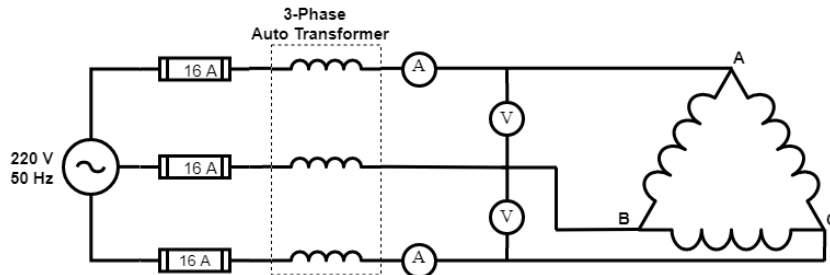 3-Phase
Auto Transformer
16 A
A
A
V
220 V
50 Hz
16 A
V
B
C
16 A
A